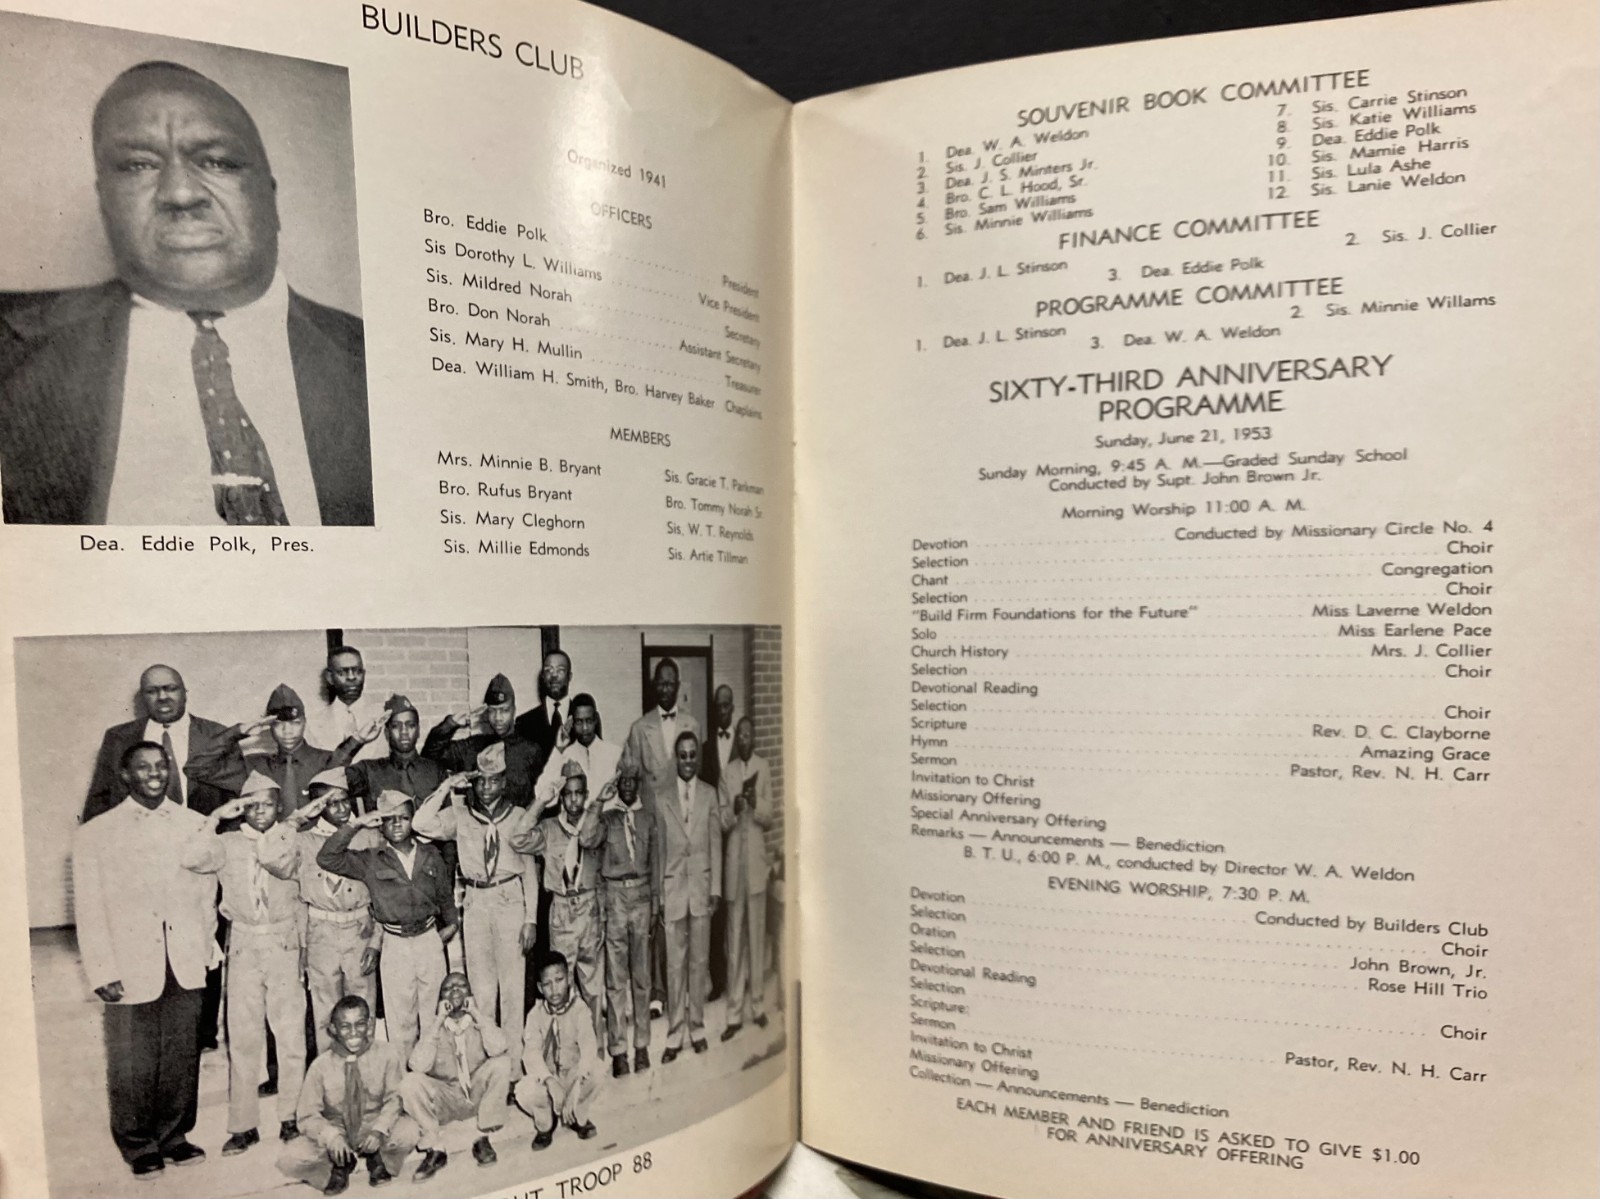 BUILDERS CLUB
Organized 1941
OFFICERS
Bro. Eddie Polk President
Sis Dorothy L. Williams Vice President
Sis. Mildred Norah Secretary
Bro. Don Norah Assistant Secretary
Sis. Mary H. Mullin Treasurer
Dea. William H. Smith, Bro. Harvey Baker Chaplains
MEMBERS
Mrs. Minnie B. Bryant Sis. Gracie T. Parkman
Bro. Rufus Bryant Bro. Tommy Norah Sr.
Sis. Mary Cleghorn Sis. W. T. Reynolds
Sis. Millie Edmonds Sis. Artie Tillman
Dea. Eddie Polk, Pres.
TROOP 88
SOUVENIR BOOK COMMITTEE
1. Dea. W. A. Weldon
2. Sis. J. Collier
3. Dea. J. S. Minters Jr.
4. Bro. C. L. Hood, Sr.
5. Bro. Sam Williams
6. Sis. Minnie Williams
7. Sis. Carrie Stinson
8. Sis. Katie Williams
9. Dea. Eddie Polk
10. Sis. Mamie Harris
11. Sis. Lula Ashe
12. Sis. Lanie Weldon
FINANCE COMMITTEE
1. Dea. J. L. Stinson 3. Dea. Eddie Polk 2. Sis. J. Collier
PROGRAMME COMMITTEE
1. Dea. J. L. Stinson 3. Dea. W. A. Weldon 2. Sis. Minnie Willams
SIXTY-THIRD ANNIVERSARY
PROGRAMME
Sunday, June 21, 1953
Sunday Morning, 9:45 A. M.—Graded Sunday School
Conducted by Supt. John Brown Jr.
Morning Worship 11:00 A. M.
Devotion Conducted by Missionary Circle No. 4
Selection Choir
Chant Congregation
Selection Choir
"Build Firm Foundations for the Future" Miss Laverne Weldon
Solo Miss Earlene Pace
Church History Mrs. J. Collier
Selection Choir
Devotional Reading
Selection Choir
Scripture Rev. D. C. Clayborne
Hymn Amazing Grace
Sermon Pastor, Rev. N. H. Carr
Invitation to Christ
Missionary Offering
Special Anniversary Offering
Remarks — Announcements — Benediction
B. T. U., 6:00 P. M., conducted by Director W. A. Weldon
EVENING WORSHIP, 7:30 P. M.
Devotion Conducted by Builders Club
Selection Choir
Oration John Brown, Jr.
Selection Rose Hill Trio
Devotional Reading
Selection Choir
Scripture:
Sermon Pastor, Rev. N. H. Carr
Invitation to Christ
Missionary Offering
Collection — Announcements — Benediction
EACH MEMBER AND FRIEND IS ASKED TO GIVE $1.00
FOR ANNIVERSARY OFFERING